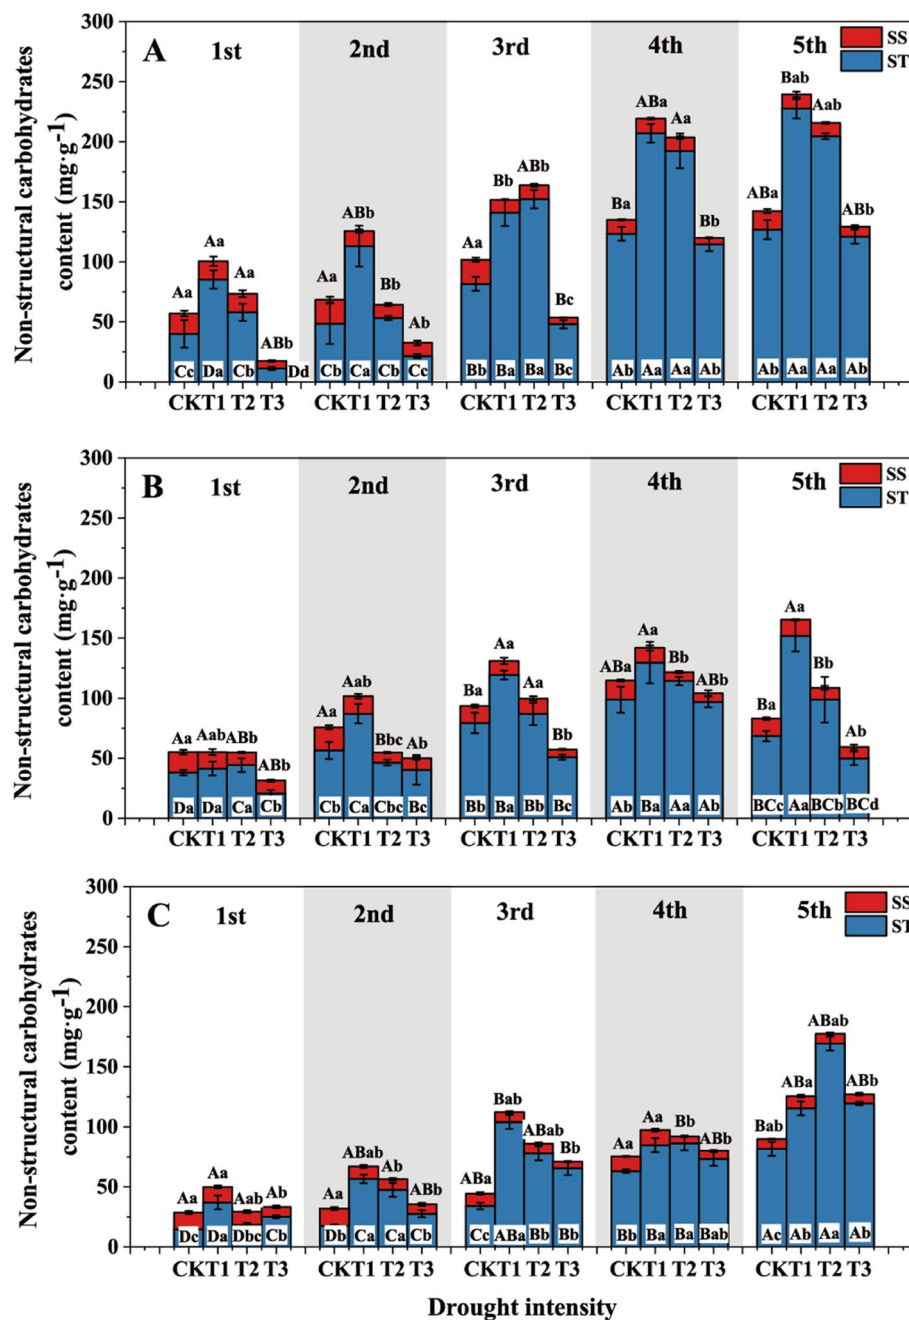 A
1st
2nd
3rd
4th
5th
SS
ST
Non-structural carbohydrates
content (mg·g⁻¹)
300
250
200
150
100
50
0
Aa Aa Aa ABb
Aa ABb Bb Ab
Aa Bb ABb Bc
Ba ABa Aa Bb
ABa Bab Aab ABb
Cc Da Cb Dd
Cb Ca Cb Cc
Bb Ba Ba Bc
Ab Aa Aa Ab
Ab Aa Aa Ab
CK T1 T2 T3 CK T1 T2 T3 CK T1 T2 T3 CK T1 T2 T3 CK T1 T2 T3
B
1st
2nd
3rd
4th
5th
SS
ST
Non-structural carbohydrates
content (mg·g⁻¹)
300
250
200
150
100
50
0
Aa Aab ABb ABb
Aa Aab Bbc Ab
Ba Aa Aa Bb
ABa Aa Bb ABb
Ba Aa Bb Ab
Da Da Ca Cb
Cb Ca Cbc Bc
Bb Ba Bb Bc
Ab Ba Aa Ab
BCc Aa BCb BCd
CK T1 T2 T3 CK T1 T2 T3 CK T1 T2 T3 CK T1 T2 T3 CK T1 T2 T3
C
1st
2nd
3rd
4th
5th
SS
ST
Non-structural carbohydrates
content (mg·g⁻¹)
300
250
200
150
100
50
0
Aa Aa Aab Ab
Aa ABab Ab ABb
ABa Bab ABab Bb
Aa Aa Bb ABb
Bab ABa ABab ABb
Dc Da Dbc Cb
Db Ca Ca Cb
Cc ABa Bb Bb
Bb Ba Ba Bab
Ac Ab Aa Ab
CK T1 T2 T3 CK T1 T2 T3 CK T1 T2 T3 CK T1 T2 T3 CK T1 T2 T3
Drought intensity